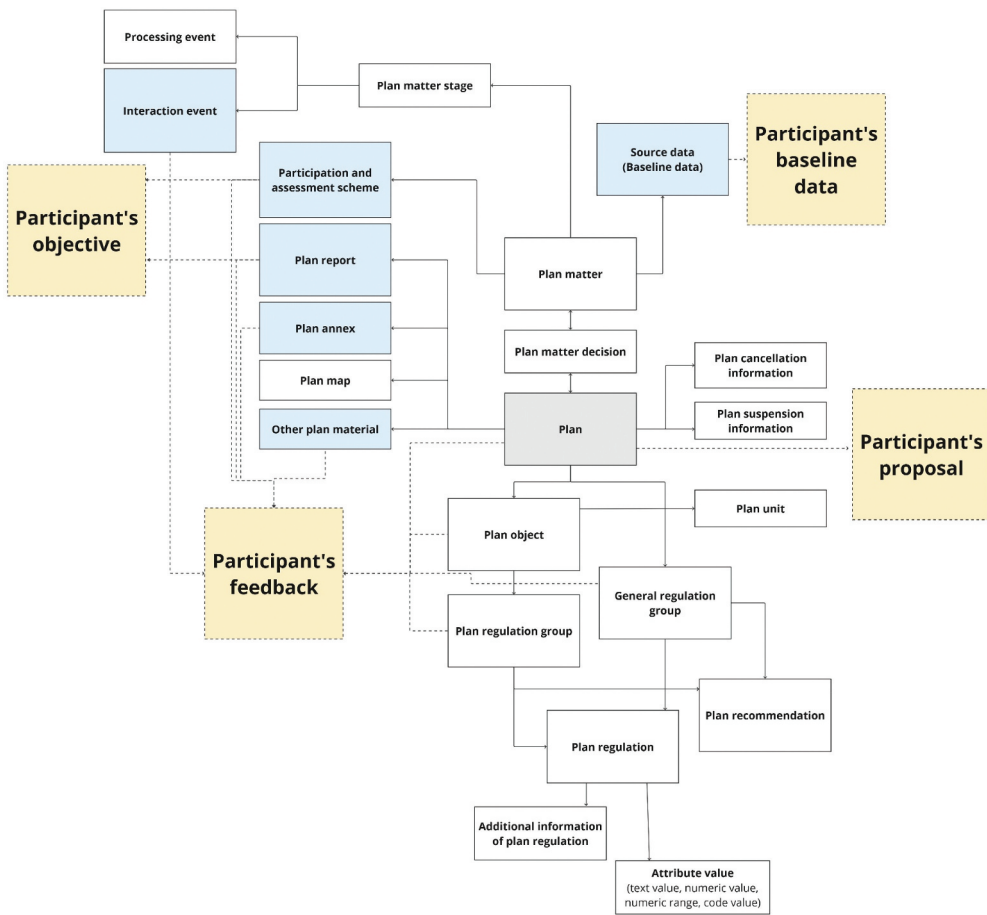 Processing event
Interaction event
Plan matter stage
Participant's
baseline
data
Source data
(Baseline data)
Participation and
assessment scheme
Participant's
objective
Plan report
Plan matter
Plan annex
Plan matter decision
Plan map
Plan cancellation
information
Other plan material
Plan
Plan suspension
information
Participant's
proposal
Plan object
Plan unit
Participant's
feedback
General regulation
group
Plan regulation group
Plan recommendation
Plan regulation
Additional information
of plan regulation
Attribute value
(text value, numeric value,
numeric range, code value)